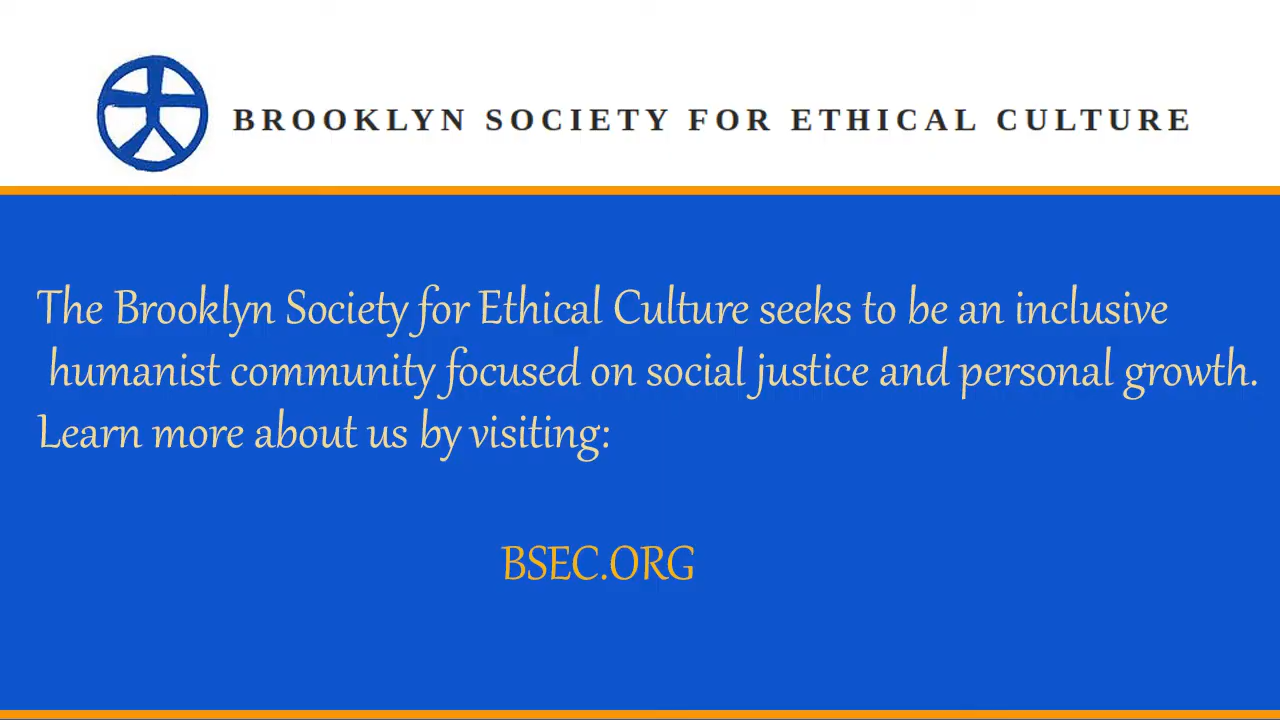 BROOKLYN SOCIETY FOR ETHICAL CULTURE
The Brooklyn Society for Ethical Culture seeks to be an inclusive
humanist community focused on social justice and personal growth.
Learn more about us by visiting:
BSEC.ORG